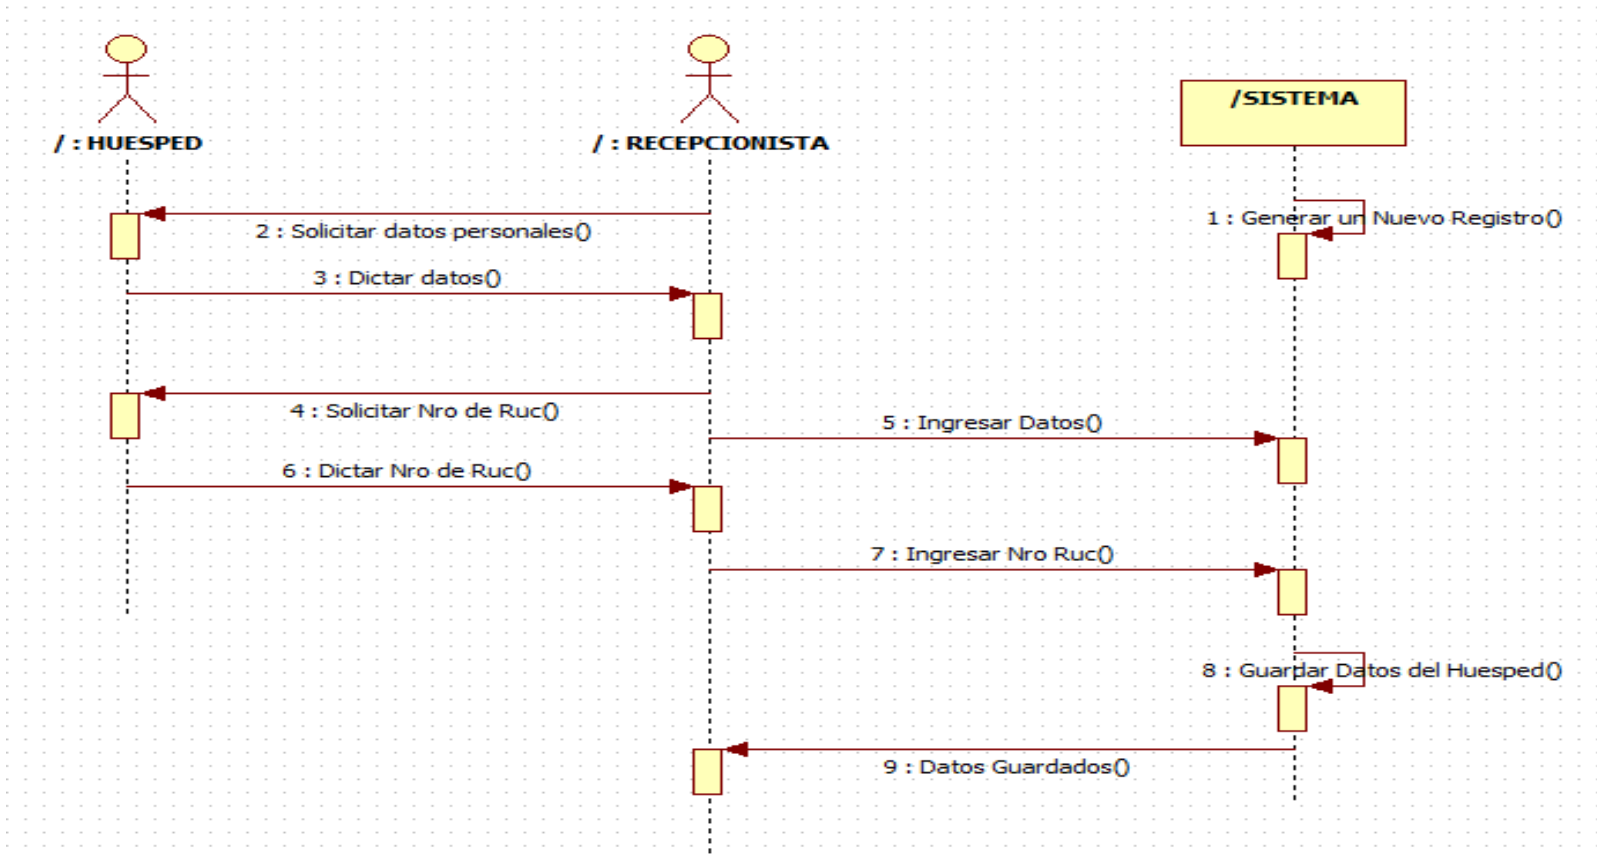 / : HUESPED
/ : RECEPCIONISTA
/SISTEMA
1 : Generar un Nuevo Registro()
2 : Solicitar datos personales()
3 : Dictar datos()
4 : Solicitar Nro de Ruc()
5 : Ingresar Datos()
6 : Dictar Nro de Ruc()
7 : Ingresar Nro Ruc()
8 : Guardar Datos del Huesped()
9 : Datos Guardados()